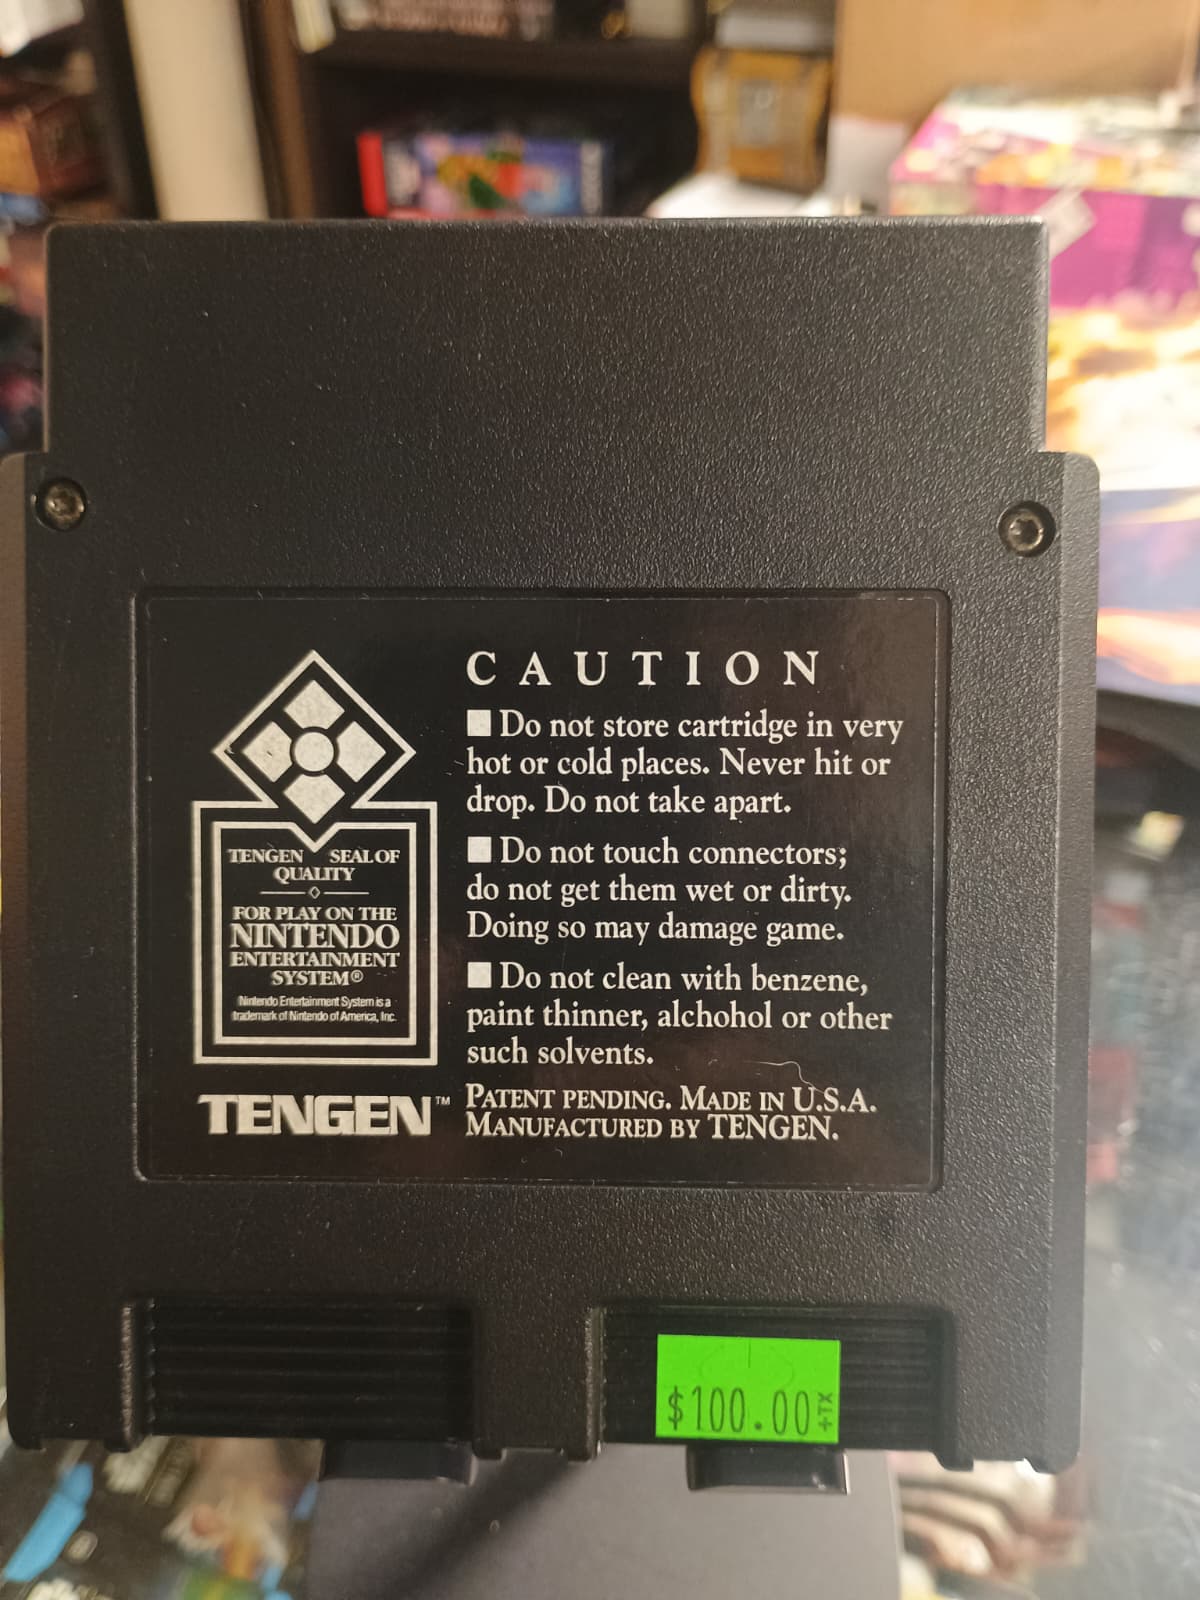 CAUTION
■ Do not store cartridge in very
hot or cold places. Never hit or
drop. Do not take apart.
■ Do not touch connectors;
do not get them wet or dirty.
Doing so may damage game.
■ Do not clean with benzene,
paint thinner, alchohol or other
such solvents.
PATENT PENDING. MADE IN U.S.A.
MANUFACTURED BY TENGEN.
TENGEN SEAL OF
QUALITY
FOR PLAY ON THE
NINTENDO
ENTERTAINMENT
SYSTEM®
Nintendo Entertainment System is a
trademark of Nintendo of America, Inc.
TENGEN™
$100.00+TX